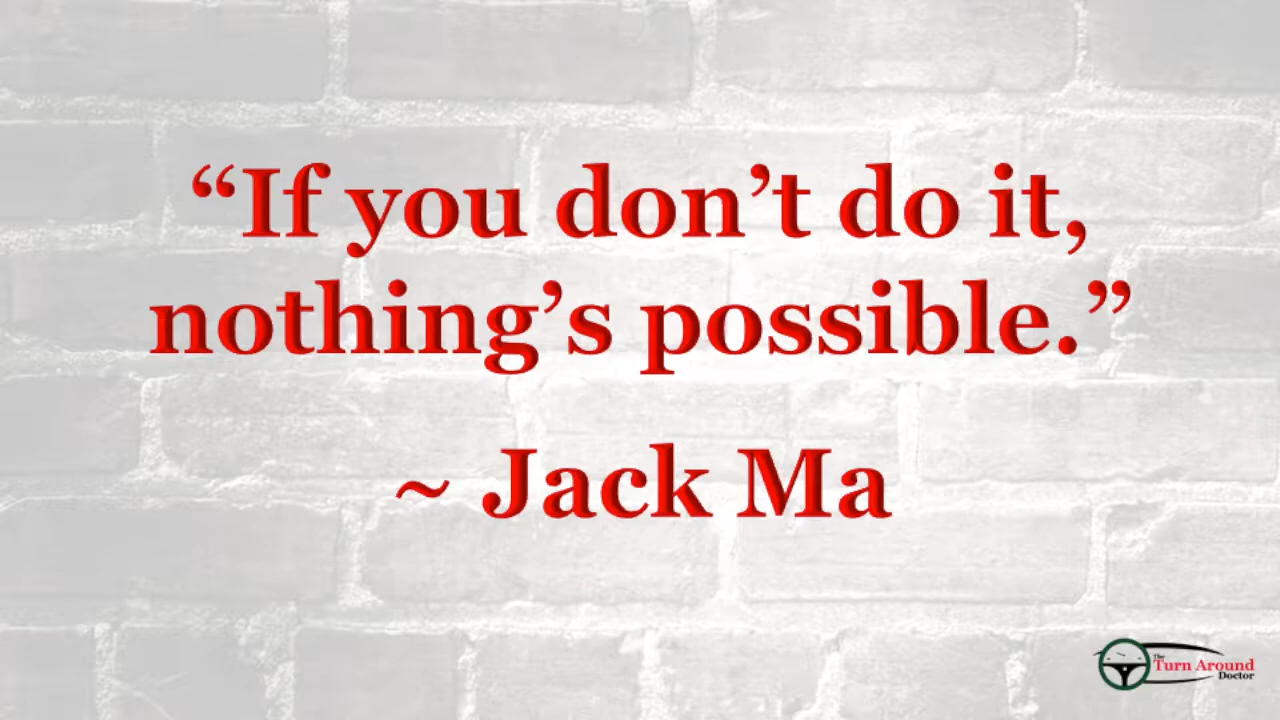 “If you don’t do it,
nothing’s possible.”
~ Jack Ma
The
Turn Around
Doctor